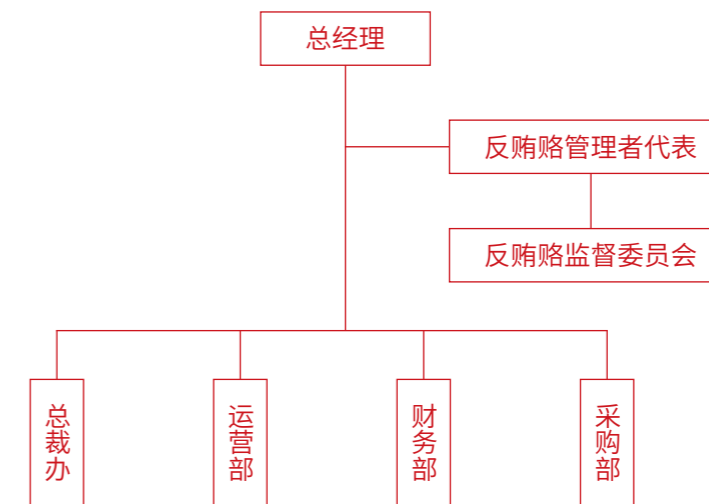 总经理
反贿赂管理者代表
反贿赂监督委员会
总裁办
运营部
财务部
采购部